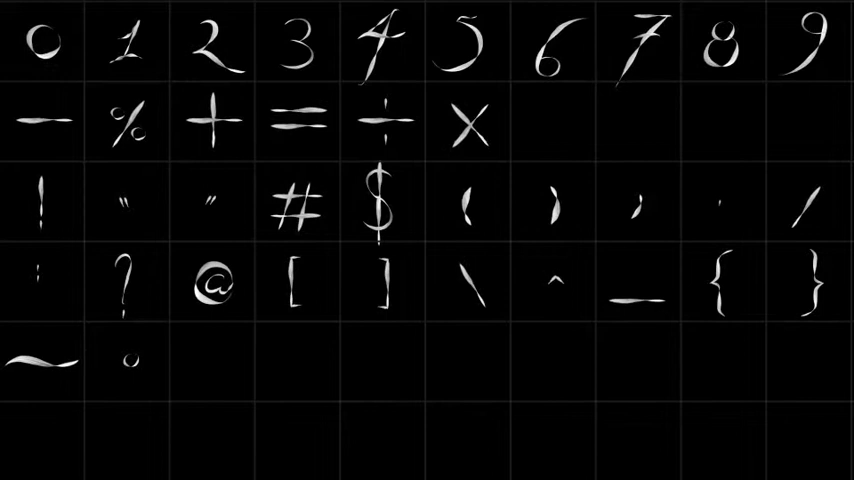 0 1 2 3 4 5 6 7 8 9
— % + = ÷ ×
! “ ” # $ ( ) , . /
: ? @ [ ] \ ^ _ { }
~ °